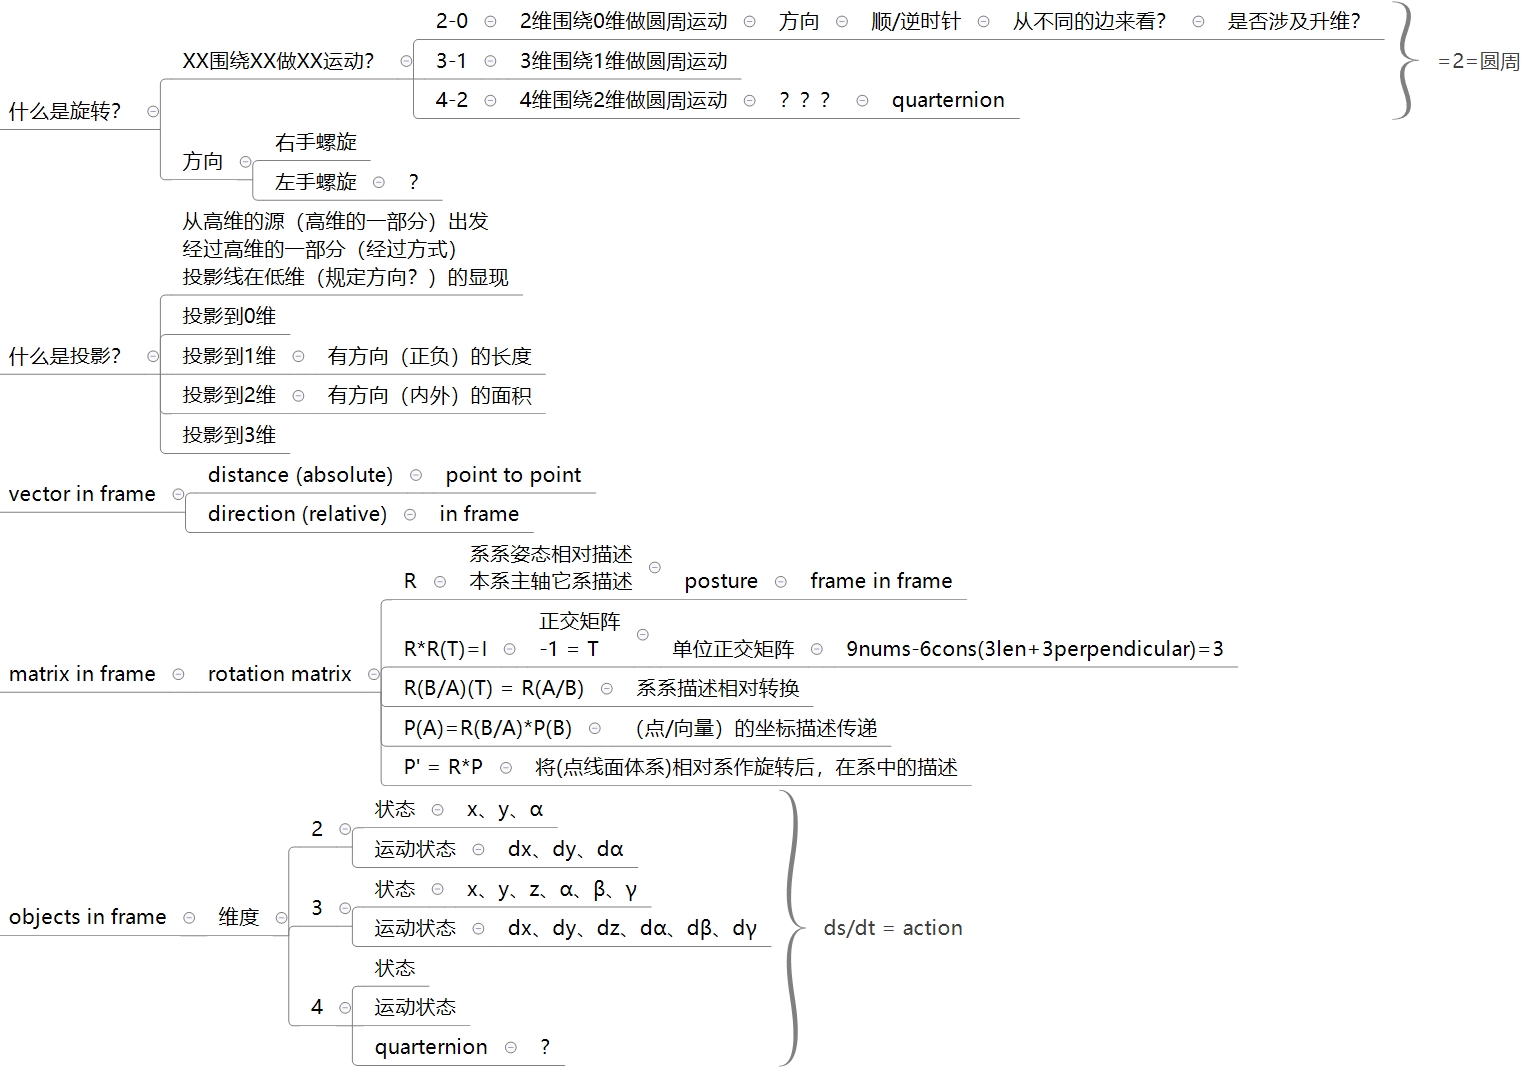 什么是旋转？
XX围绕XX做XX运动？
2-0
2维围绕0维做圆周运动
方向
顺/逆时针
从不同的边来看？
是否涉及升维？
3-1
3维围绕1维做圆周运动
4-2
4维围绕2维做圆周运动
？？？
quarternion
=2=圆周
方向
右手螺旋
左手螺旋
？
什么是投影？
从高维的源（高维的一部分）出发
经过高维的一部分（经过方式）
投影线在低维（规定方向？）的显现
投影到0维
投影到1维
有方向（正负）的长度
投影到2维
有方向（内外）的面积
投影到3维
vector in frame
distance (absolute)
point to point
direction (relative)
in frame
matrix in frame
rotation matrix
R
系系姿态相对描述
本系主轴它系描述
posture
frame in frame
R*R(T)=I
正交矩阵
-1 = T
单位正交矩阵
9nums-6cons(3len+3perpendicular)=3
R(B/A)(T) = R(A/B)
系系描述相对转换
P(A)=R(B/A)*P(B)
（点/向量）的坐标描述传递
P' = R*P
将(点线面体系)相对系作旋转后，在系中的描述
objects in frame
维度
2
状态
x、y、α
运动状态
dx、dy、dα
3
状态
x、y、z、α、β、γ
运动状态
dx、dy、dz、dα、dβ、dγ
4
状态
运动状态
quarternion
?
ds/dt = action